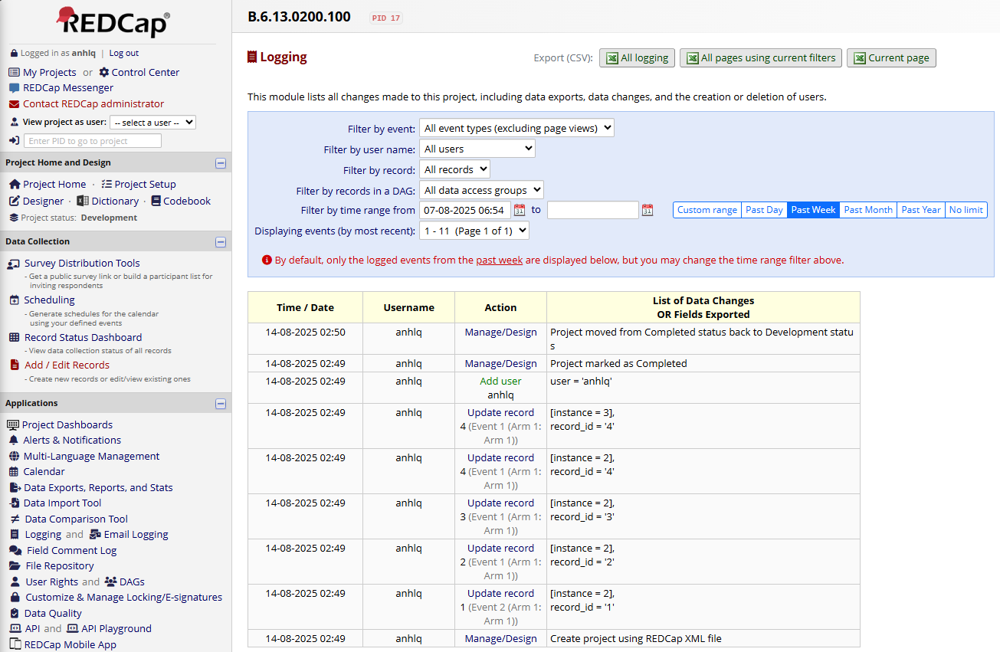 REDCap®
Logged in as anhlq | Log out
My Projects or Control Center
REDCap Messenger
Contact REDCap administrator
View project as user: -- select a user --
Enter PID to go to project
Project Home and Design
Project Home · Project Setup
Designer · Dictionary · Codebook
Project status: Development
Data Collection
Survey Distribution Tools
- Get a public survey link or build a participant list for
inviting respondents
Scheduling
- Generate schedules for the calendar
using your defined events
Record Status Dashboard
- View data collection status of all records
Add / Edit Records
- Create new records or edit/view existing ones
Applications
Project Dashboards
Alerts & Notifications
Multi-Language Management
Calendar
Data Exports, Reports, and Stats
Data Import Tool
Data Comparison Tool
Logging and Email Logging
Field Comment Log
File Repository
User Rights and DAGs
Customize & Manage Locking/E-signatures
Data Quality
API and API Playground
REDCap Mobile App
B.6.13.0200.100 PID 17
Logging Export (CSV): All logging All pages using current filters Current page
This module lists all changes made to this project, including data exports, data changes, and the creation or deletion of users.
Filter by event: All event types (excluding page views)
Filter by user name: All users
Filter by record: All records
Filter by records in a DAG: All data access groups
Filter by time range from 07-08-2025 06:54 to Custom range Past Day Past Week Past Month Past Year No limit
Displaying events (by most recent): 1 - 11 (Page 1 of 1)
By default, only the logged events from the past week are displayed below, but you may change the time range filter above.
Time / Date Username Action List of Data Changes
OR Fields Exported
14-08-2025 02:50 anhlq Manage/Design Project moved from Completed status back to Development statu
s
14-08-2025 02:49 anhlq Manage/Design Project marked as Completed
14-08-2025 02:49 anhlq Add user user = 'anhlq'
anhlq
14-08-2025 02:49 anhlq Update record [instance = 3],
4 (Event 1 (Arm 1: record_id = '4'
Arm 1))
14-08-2025 02:49 anhlq Update record [instance = 2],
4 (Event 1 (Arm 1: record_id = '4'
Arm 1))
14-08-2025 02:49 anhlq Update record [instance = 2],
3 (Event 1 (Arm 1: record_id = '3'
Arm 1))
14-08-2025 02:49 anhlq Update record [instance = 2],
2 (Event 1 (Arm 1: record_id = '2'
Arm 1))
14-08-2025 02:49 anhlq Update record [instance = 2],
1 (Event 2 (Arm 1: record_id = '1'
Arm 1))
14-08-2025 02:49 anhlq Manage/Design Create project using REDCap XML file